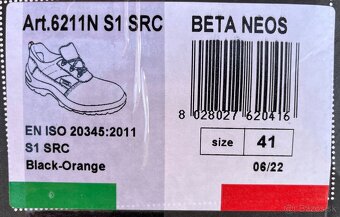 Art.6211N S1 SRC
BETA NEOS
EN ISO 20345:2011
S1 SRC
Black-Orange
8 028027 620416
size 41
06/22